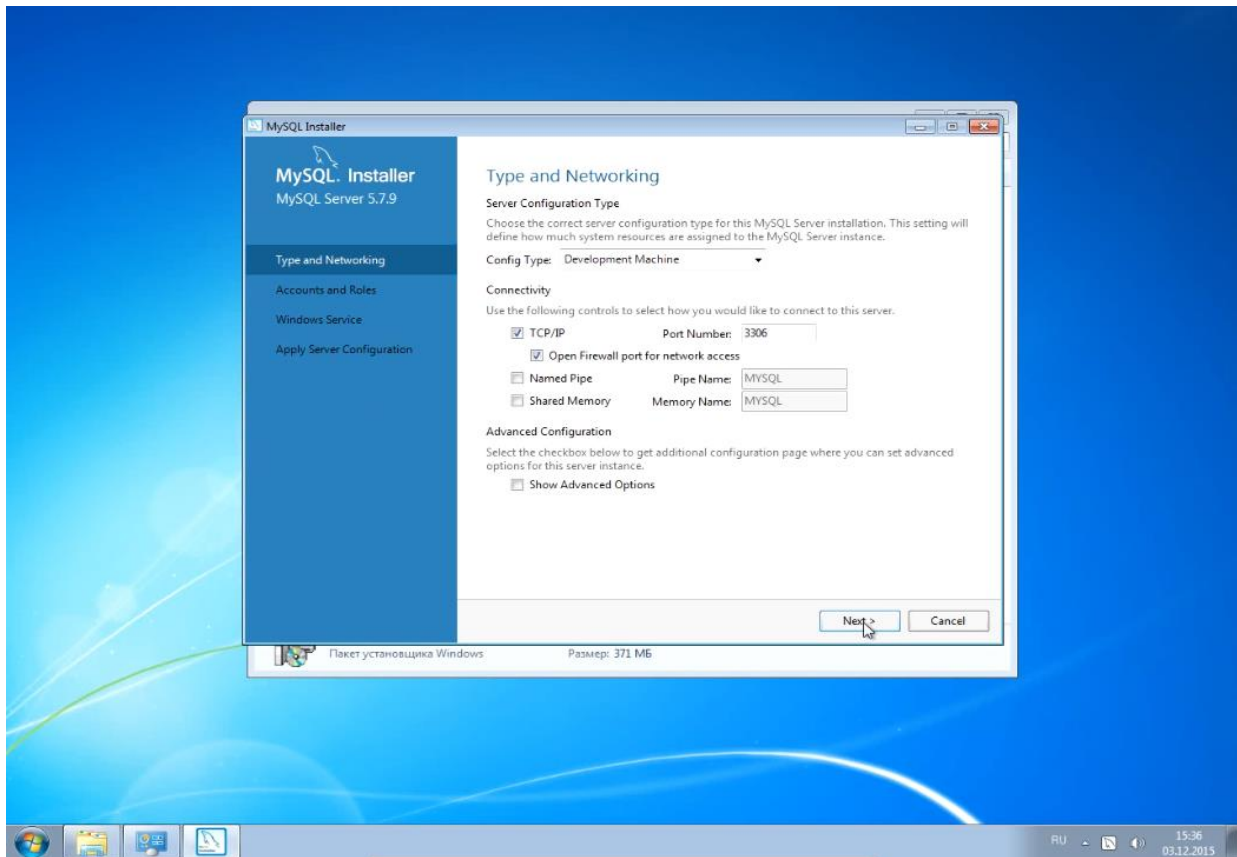 MySQL Installer
MySQL. Installer
MySQL Server 5.7.9
Type and Networking
Accounts and Roles
Windows Service
Apply Server Configuration
Type and Networking
Server Configuration Type
Choose the correct server configuration type for this MySQL Server installation. This setting will
define how much system resources are assigned to the MySQL Server instance.
Config Type: Development Machine
Connectivity
Use the following controls to select how you would like to connect to this server.
TCP/IP Port Number: 3306
Open Firewall port for network access
Named Pipe Pipe Name: MYSQL
Shared Memory Memory Name: MYSQL
Advanced Configuration
Select the checkbox below to get additional configuration page where you can set advanced
options for this server instance.
Show Advanced Options
Next > Cancel
Пакет установщика Windows Размер: 371 МБ
RU 15:36
03.12.2015